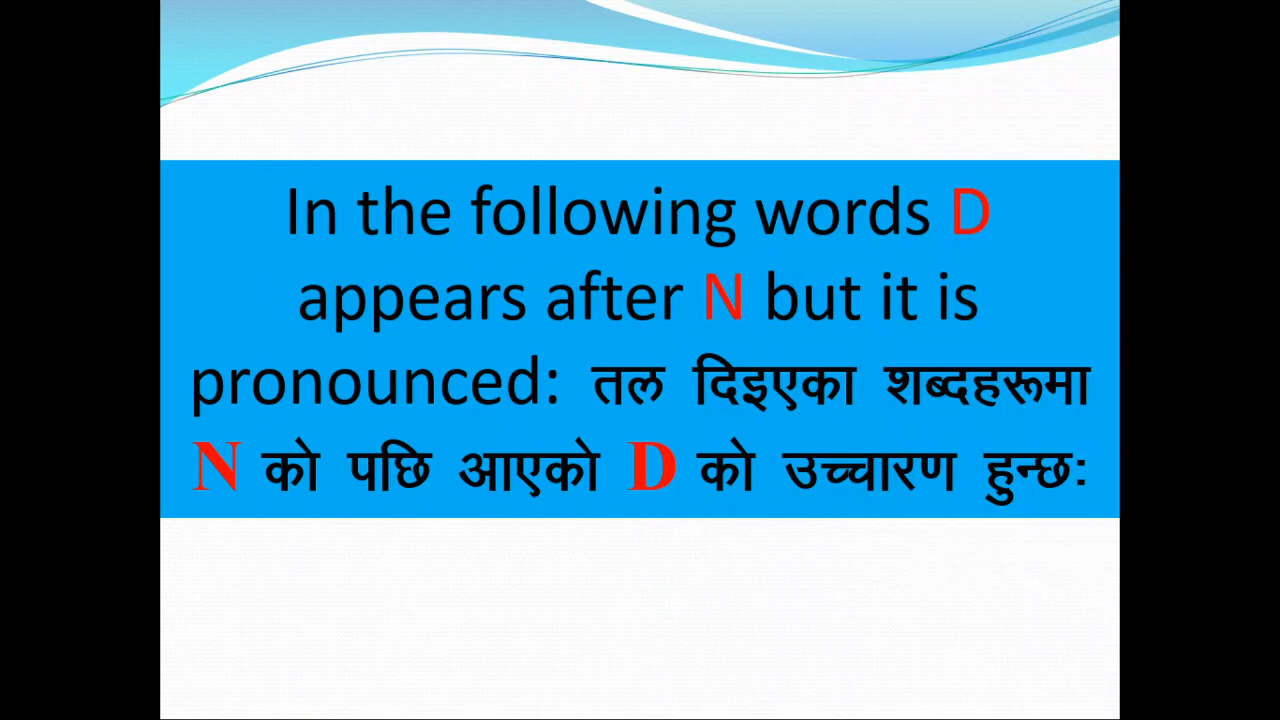 In the following words D
appears after N but it is
pronounced: तल दिइएका शब्दहरूमा
N को पछि आएको D को उच्चारण हुन्छः